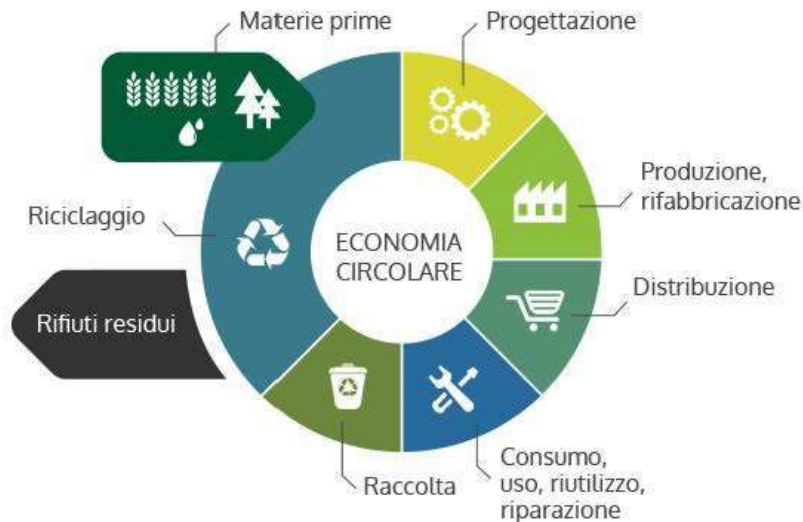 Materie prime
Progettazione
Produzione,
rifabbricazione
Riciclaggio
ECONOMIA
CIRCOLARE
Distribuzione
Rifiuti residui
Consumo,
uso, riutilizzo,
riparazione
Raccolta